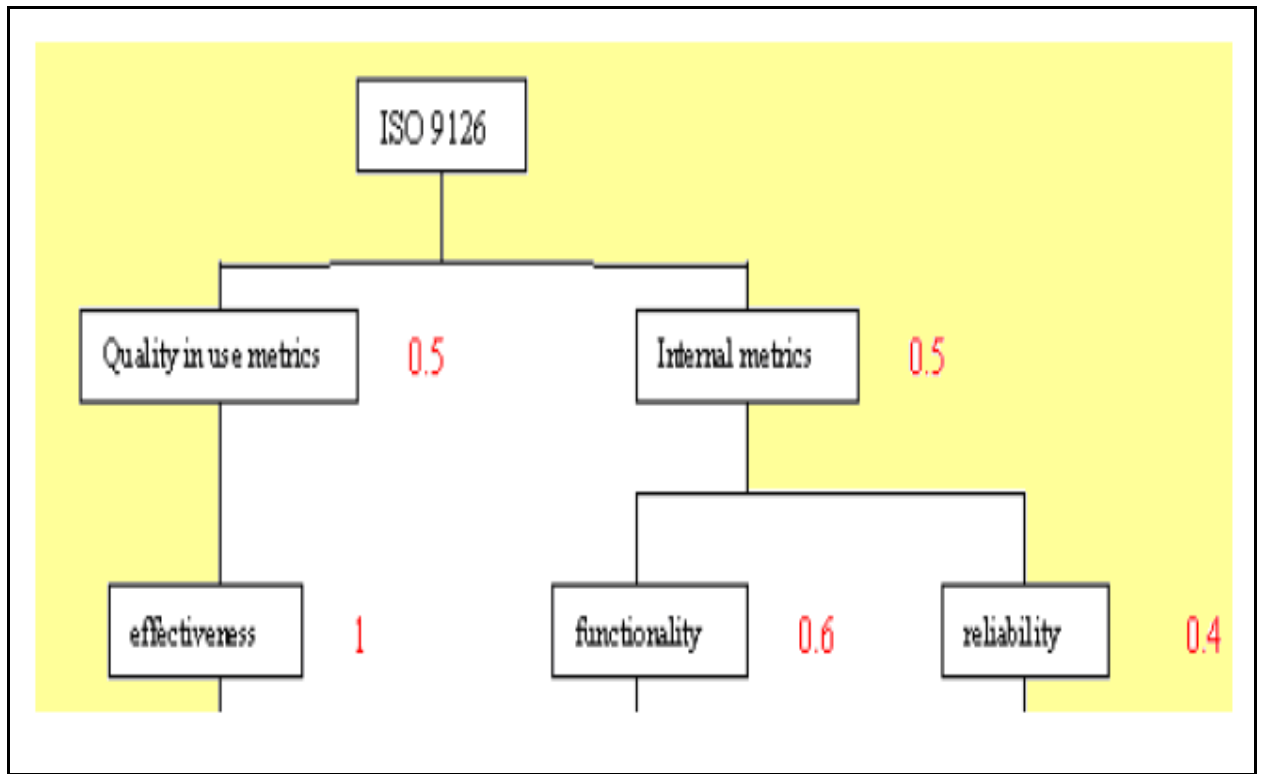 ISO 9126
Quality in use metrics 0.5 Internal metrics 0.5
effectiveness 1 functionality 0.6 reliability 0.4